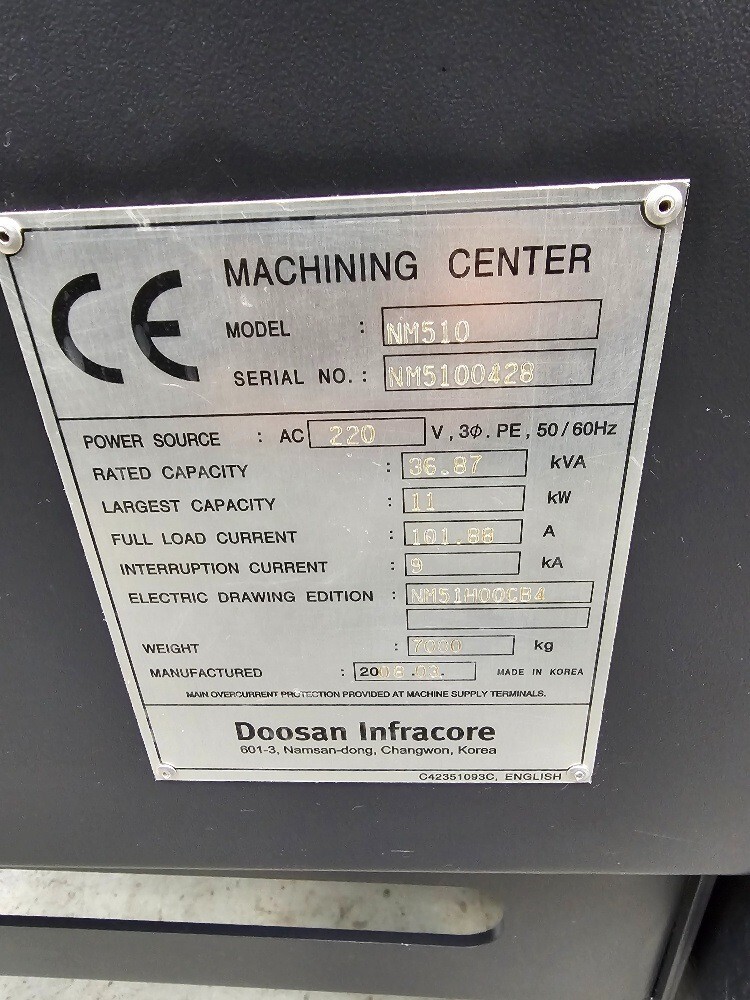 CE
MACHINING CENTER
MODEL : NM510
SERIAL NO. : NM5100428
POWER SOURCE : AC 220 V, 3Ø. PE, 50/60Hz
RATED CAPACITY : 36.87 kVA
LARGEST CAPACITY : 11 kW
FULL LOAD CURRENT : 101.88 A
INTERRUPTION CURRENT : 9 kA
ELECTRIC DRAWING EDITION : NM51H00CB4
WEIGHT : 7000 kg
MANUFACTURED : 2008.03. MADE IN KOREA
MAIN OVERCURRENT PROTECTION PROVIDED AT MACHINE SUPPLY TERMINALS.
Doosan Infracore
601-3, Namsan-dong, Changwon, Korea
C42351093C, ENGLISH